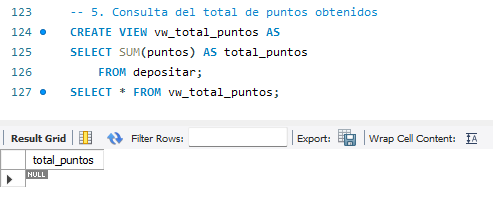 123 -- 5. Consulta del total de puntos obtenidos
124 CREATE VIEW vw_total_puntos AS
125 SELECT SUM(puntos) AS total_puntos
126 FROM depositar;
127 SELECT * FROM vw_total_puntos;
Result Grid Filter Rows: Export: Wrap Cell Content: IA
total_puntos
NULL